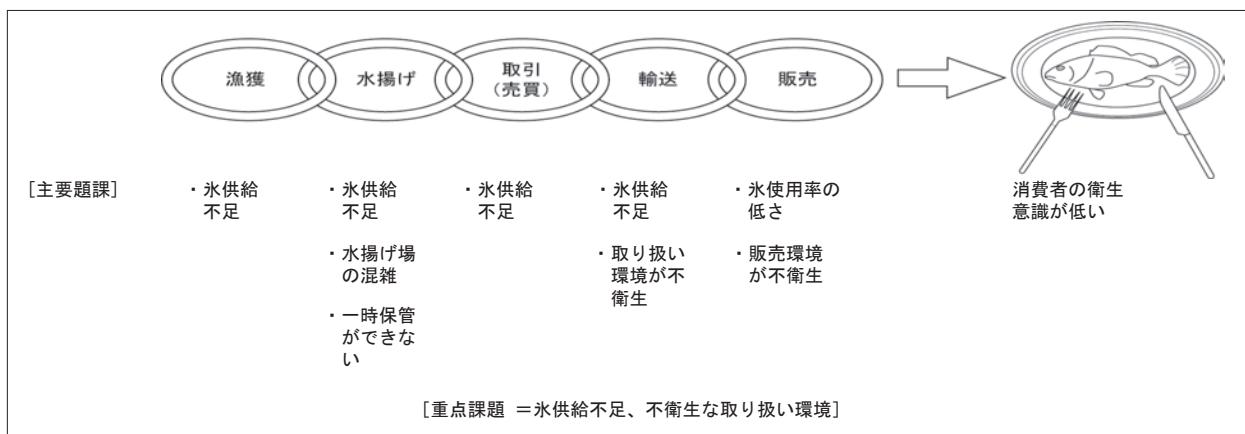 漁獲
水揚げ
取引
(売買)
輸送
販売
[主要題課]
・氷供給
不足
・氷供給
不足
・水揚げ場
の混雑
・一時保管
ができな
い
・氷供給
不足
・氷供給
不足
・取り扱い
環境が不
衛生
・氷使用率の
低さ
・販売環境
が不衛生
消費者の衛生
意識が低い
[重点課題 =氷供給不足、不衛生な取り扱い環境]